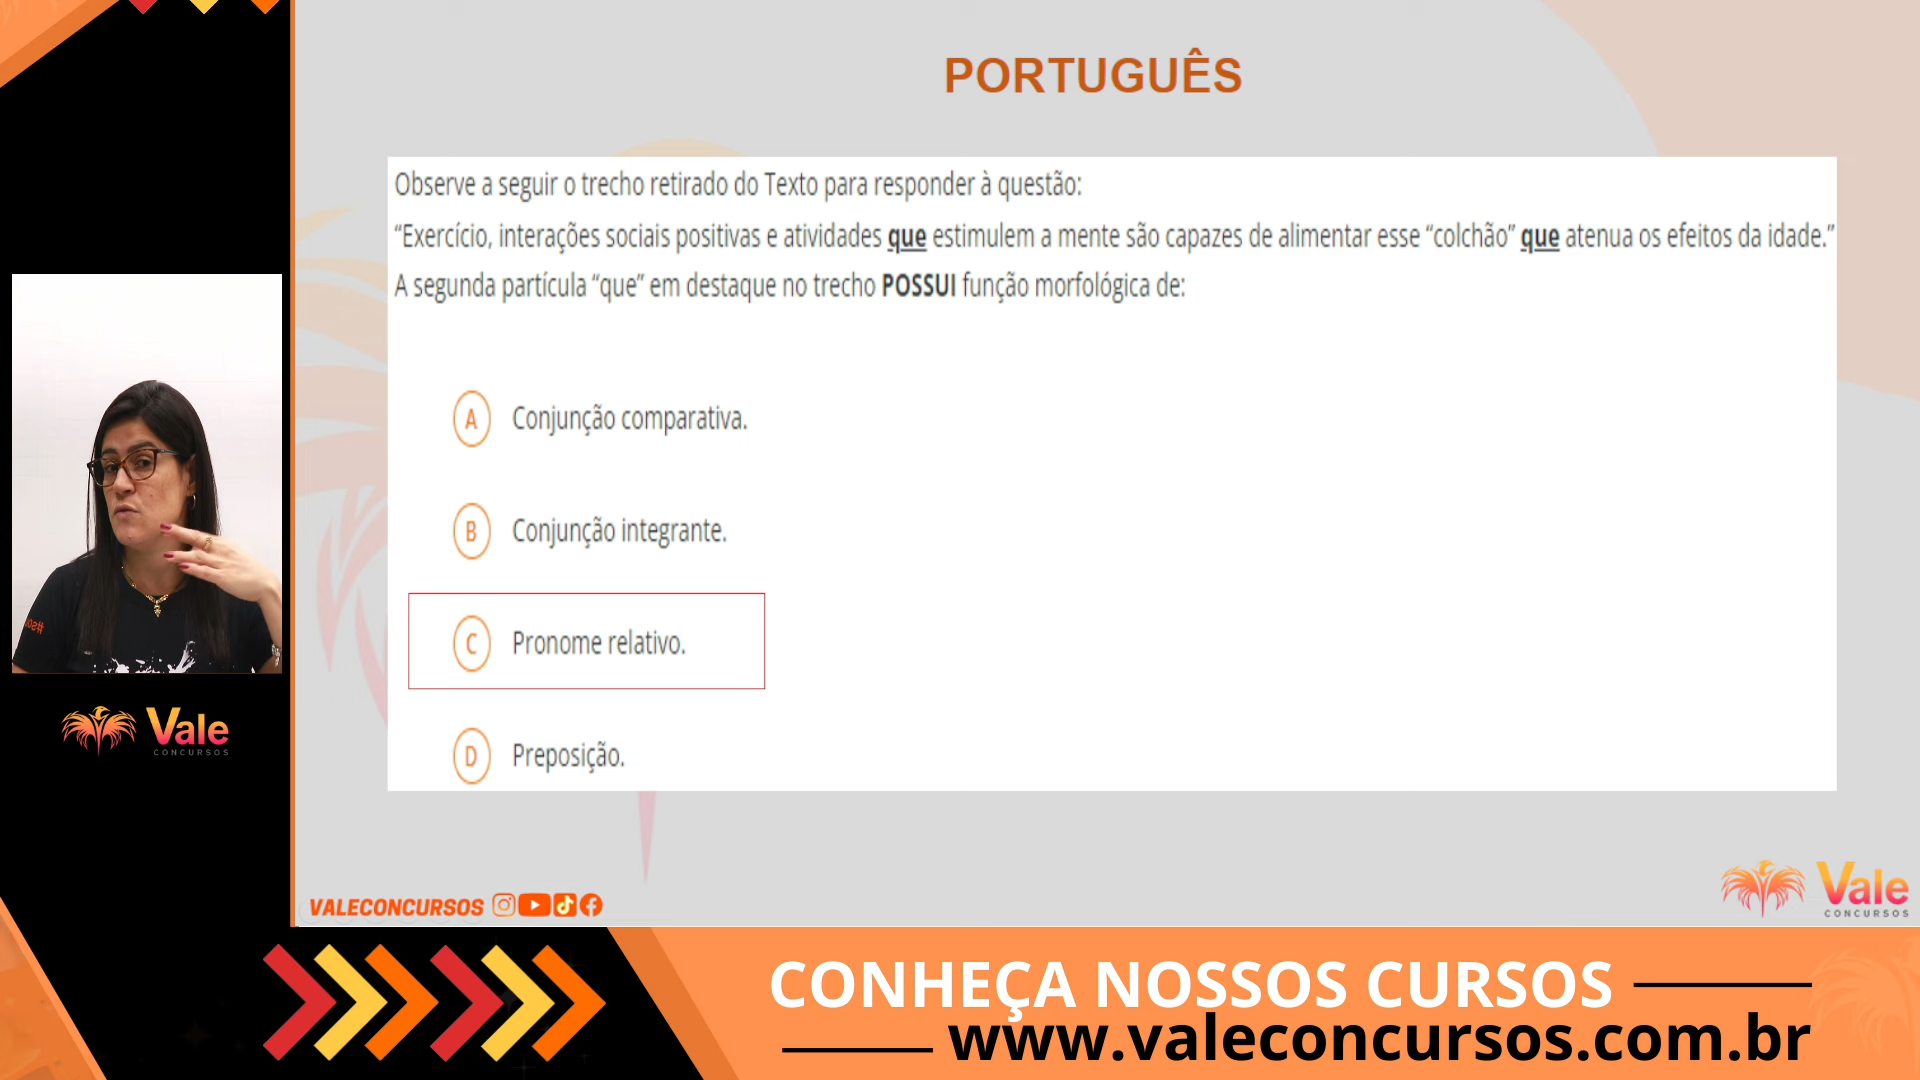 PORTUGUÊS
Observe a seguir o trecho retirado do Texto para responder à questão:
“Exercício, interações sociais positivas e atividades que estimulem a mente são capazes de alimentar esse “colchão” que atenua os efeitos da idade.”
A segunda partícula “que” em destaque no trecho POSSUI função morfológica de:
A Conjunção comparativa.
B Conjunção integrante.
C Pronome relativo.
D Preposição.
Vale
CONCURSOS
VALECONCURSOS
Vale
CONCURSOS
CONHEÇA NOSSOS CURSOS
www.valeconcursos.com.br